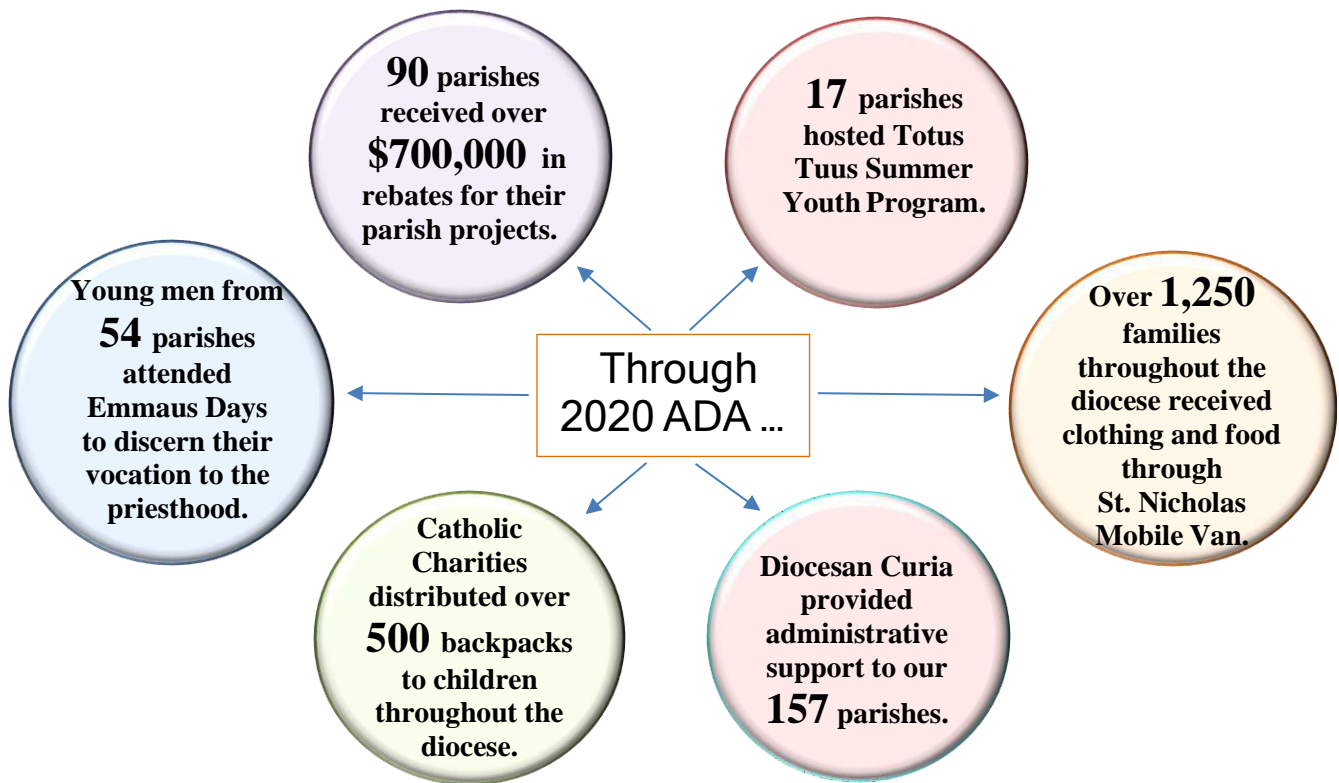 90 parishes
received over
$700,000 in
rebates for their
parish projects.
17 parishes
hosted Totus
Tuus Summer
Youth Program.
Young men from
54 parishes
attended
Emmaus Days
to discern their
vocation to the
priesthood.
Through
2020 ADA ...
Over 1,250
families
throughout the
diocese received
clothing and food
through
St. Nicholas
Mobile Van.
Catholic
Charities
distributed over
500 backpacks
to children
throughout the
diocese.
Diocesan Curia
provided
administrative
support to our
157 parishes.